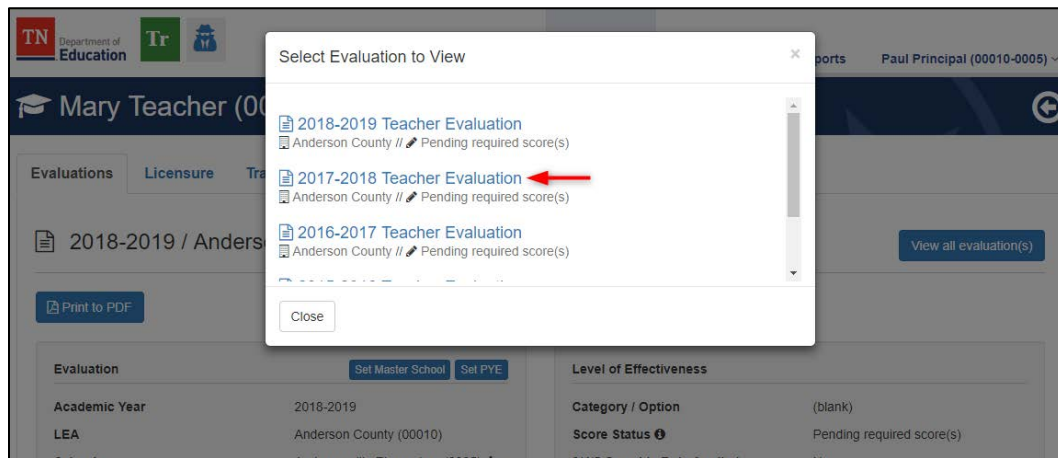 TN Department of Education Tr
ports Paul Principal (00010-0005)
Mary Teacher (00
Evaluations Licensure Tra
2018-2019 / Anders
View all evaluation(s)
Print to PDF
Select Evaluation to View ×
2018-2019 Teacher Evaluation
Anderson County // Pending required score(s)
2017-2018 Teacher Evaluation
Anderson County // Pending required score(s)
2016-2017 Teacher Evaluation
Anderson County // Pending required score(s)
Close
Evaluation Set Master School Set PYE
Academic Year 2018-2019
LEA Anderson County (00010)
Level of Effectiveness
Category / Option (blank)
Score Status Pending required score(s)